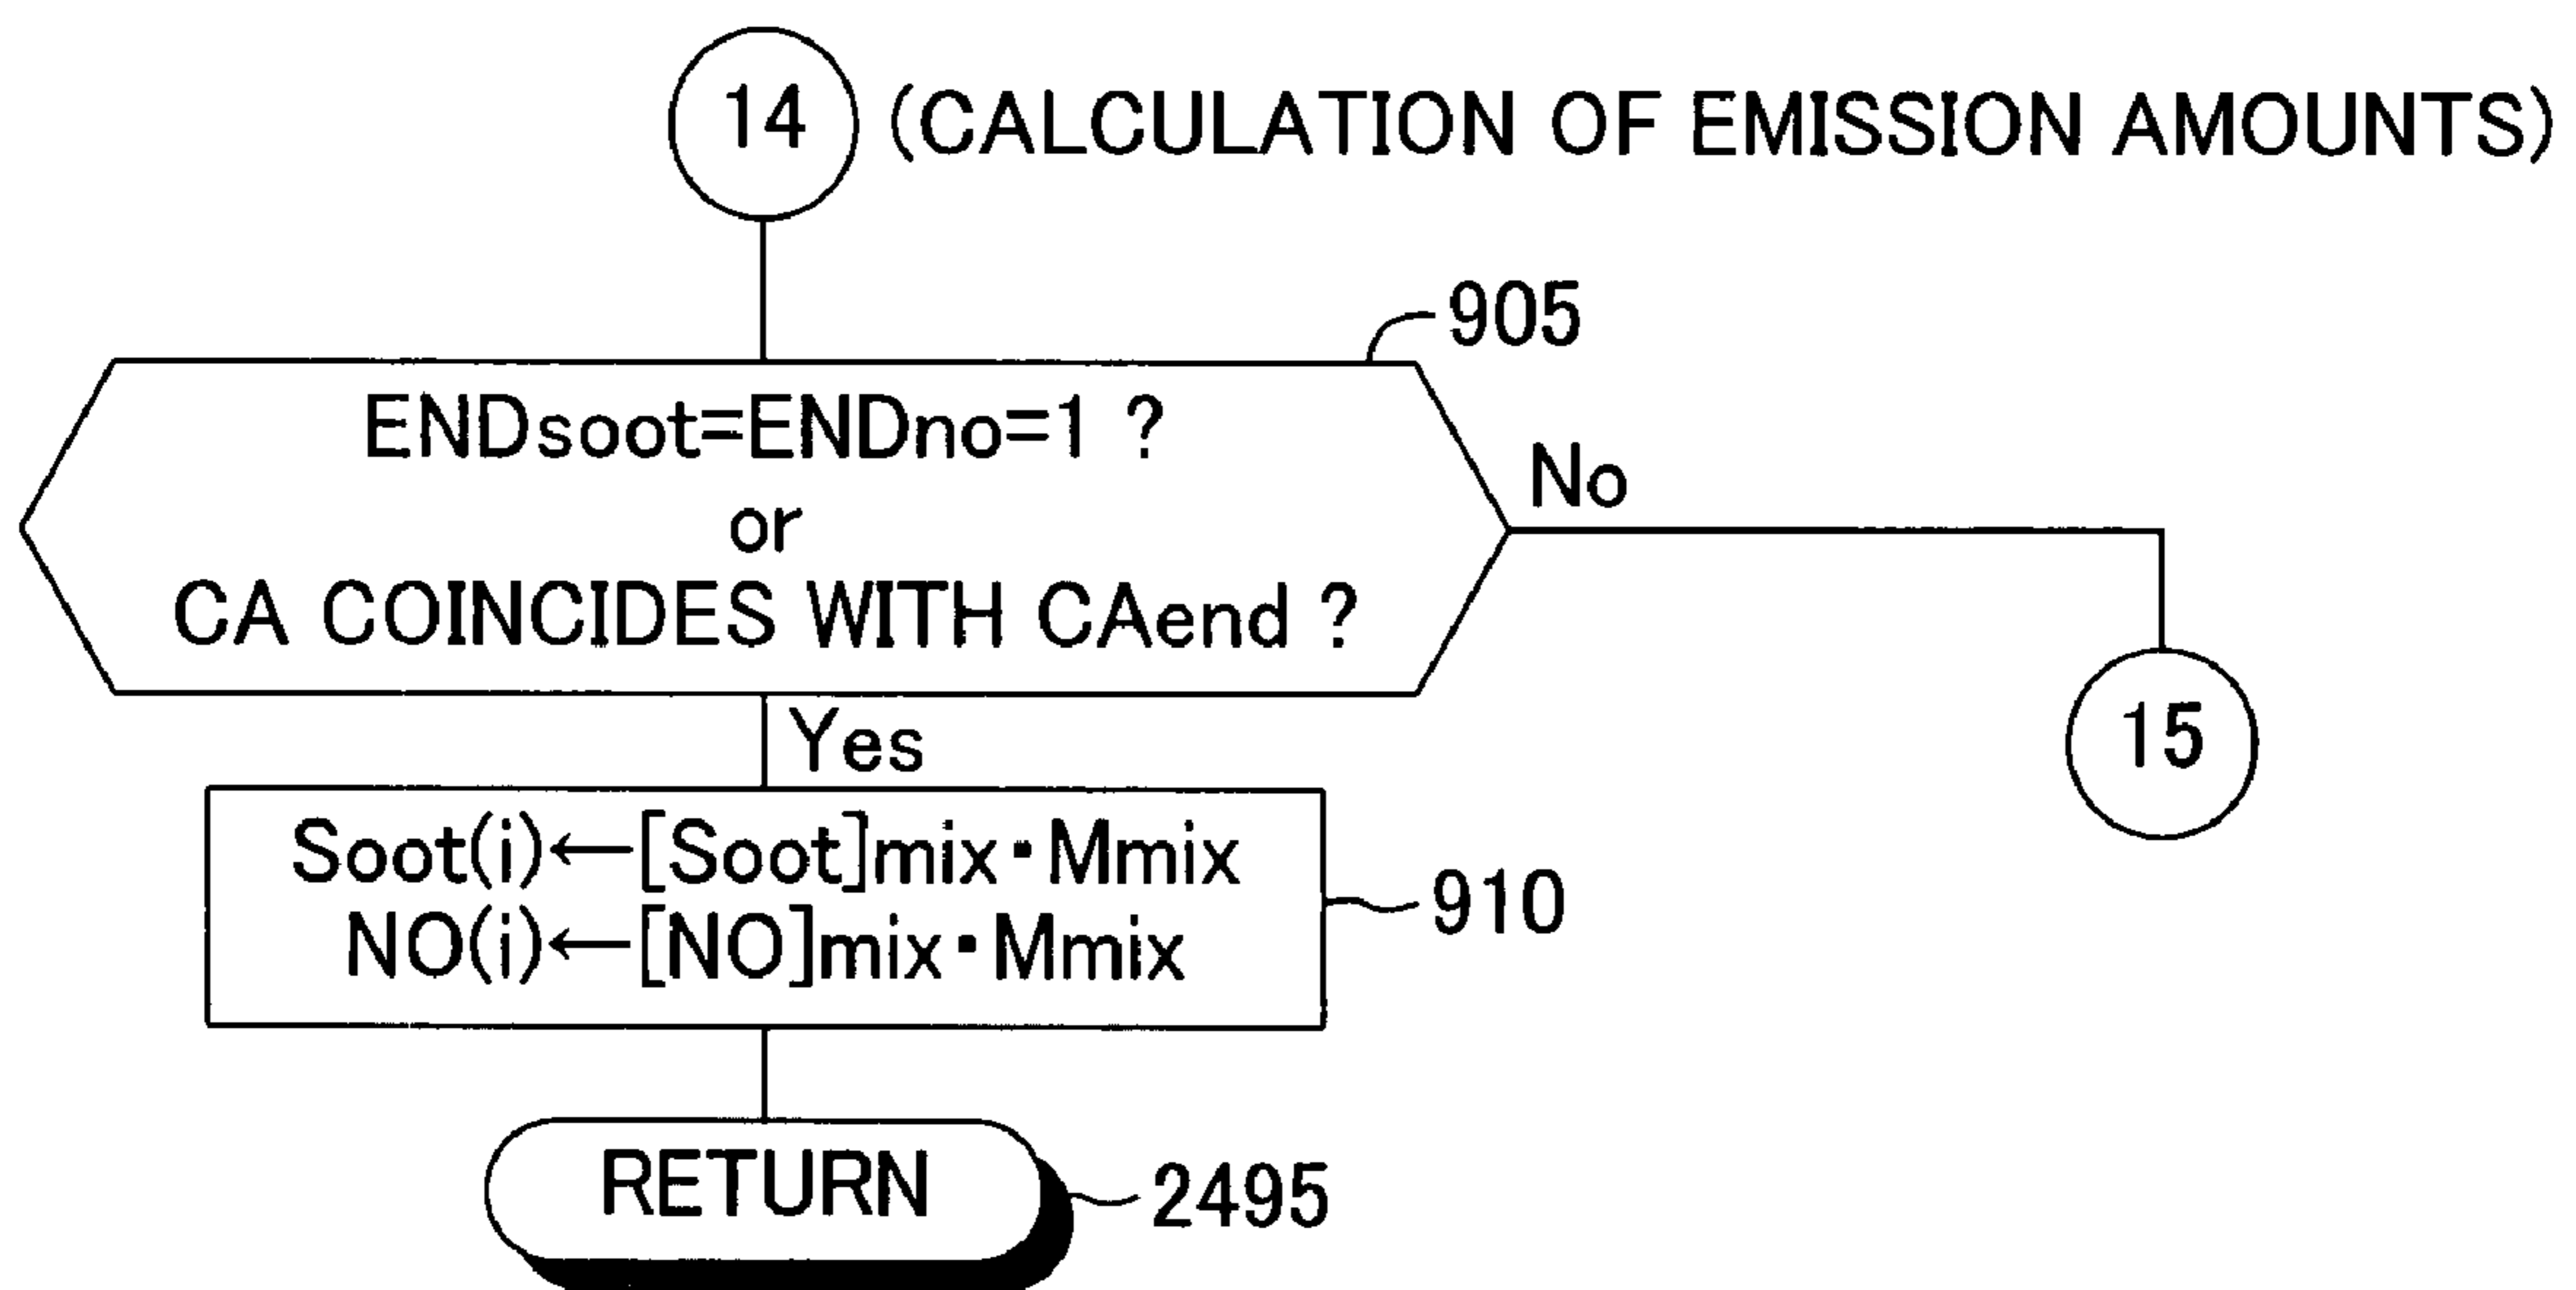 14 (CALCULATION OF EMISSION AMOUNTS)
905
ENDsoot=ENDno=1 ?
or
CA COINCIDES WITH CAend ?
No
15
Yes
Soot(i)←[Soot]mix・Mmix
NO(i)←[NO]mix・Mmix
910
RETURN
2495